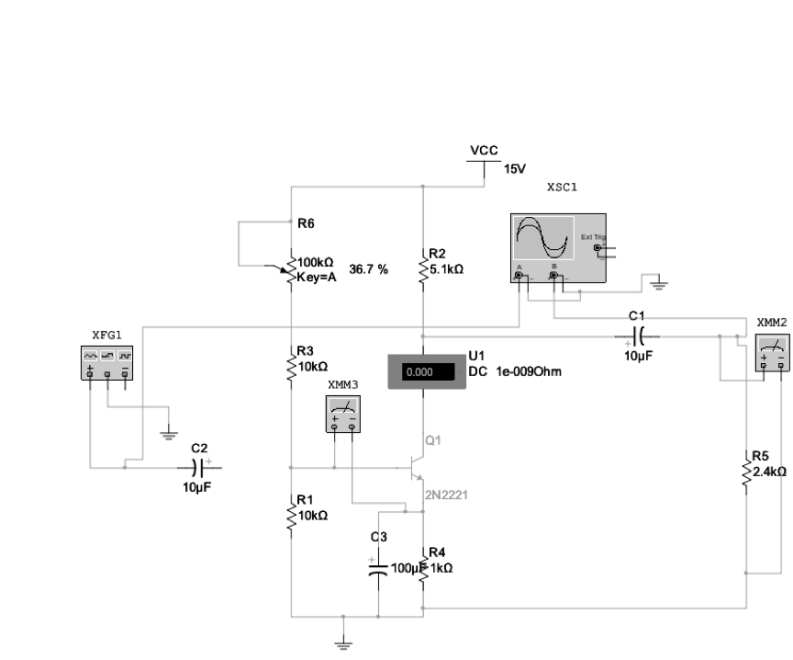 VCC
15V
XSC1
R6
Ext Trig
100kΩ
Key=A
36.7 %
R2
5.1kΩ
A
B
C1
10µF
XMM2
XFG1
R3
10kΩ
U1
0.000
DC 1e-009Ohm
XMM3
Q1
C2
10µF
R5
2.4kΩ
R1
10kΩ
2N2221
C3
100µF
R4
1kΩ